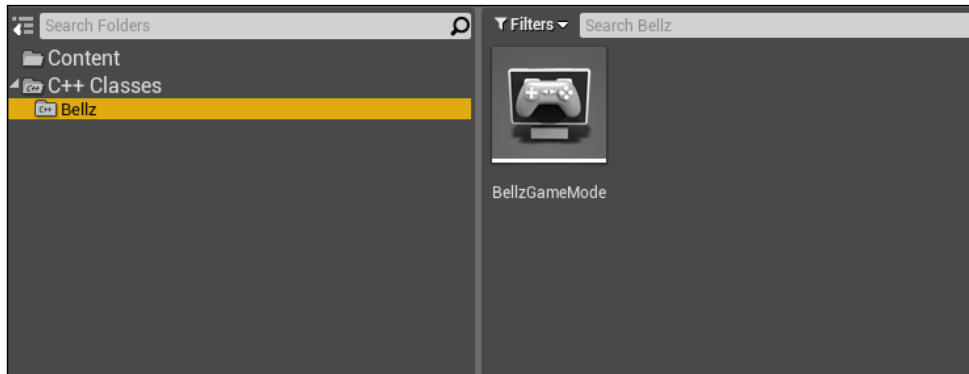 Search Folders
Filters
Search Bellz
Content
C++ Classes
C++ Bellz
BellzGameMode